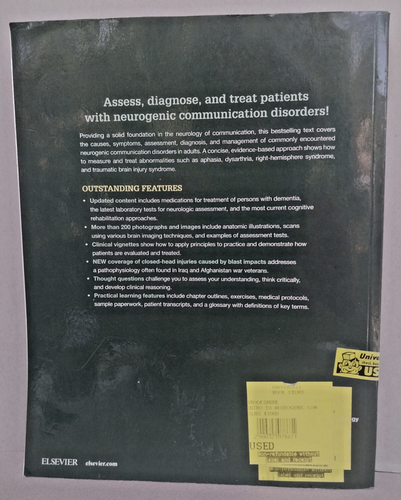 Assess, diagnose, and treat patients
with neurogenic communication disorders!
Providing a solid foundation in the neurology of communication, this bestselling text covers
the causes, symptoms, assessment, diagnosis, and management of commonly encountered
neurogenic communication disorders in adults. A concise, evidence-based approach shows how
to measure and treat abnormalities such as aphasia, dysarthria, right-hemisphere syndrome,
and traumatic brain injury syndrome.
OUTSTANDING FEATURES
• Updated content includes medications for treatment of persons with dementia,
the latest laboratory tests for neurologic assessment, and the most current cognitive
rehabilitation approaches.
• More than 200 photographs and images include anatomic illustrations, scans
using various brain imaging techniques, and examples of assessment tests.
• Clinical vignettes show how to apply principles to practice and demonstrate how
patients are evaluated and treated.
• NEW coverage of closed-head injuries caused by blast impacts addresses
a pathophysiology often found in Iraq and Afghanistan war veterans.
• Thought questions challenge you to assess your understanding, think critically,
and develop clinical reasoning.
• Practical learning features include chapter outlines, exercises, medical protocols,
sample paperwork, patient transcripts, and a glossary with definitions of key terms.
Unive
US
BOOK STORE
USED
Non-refundable without
ELSEVIER elsevier.com